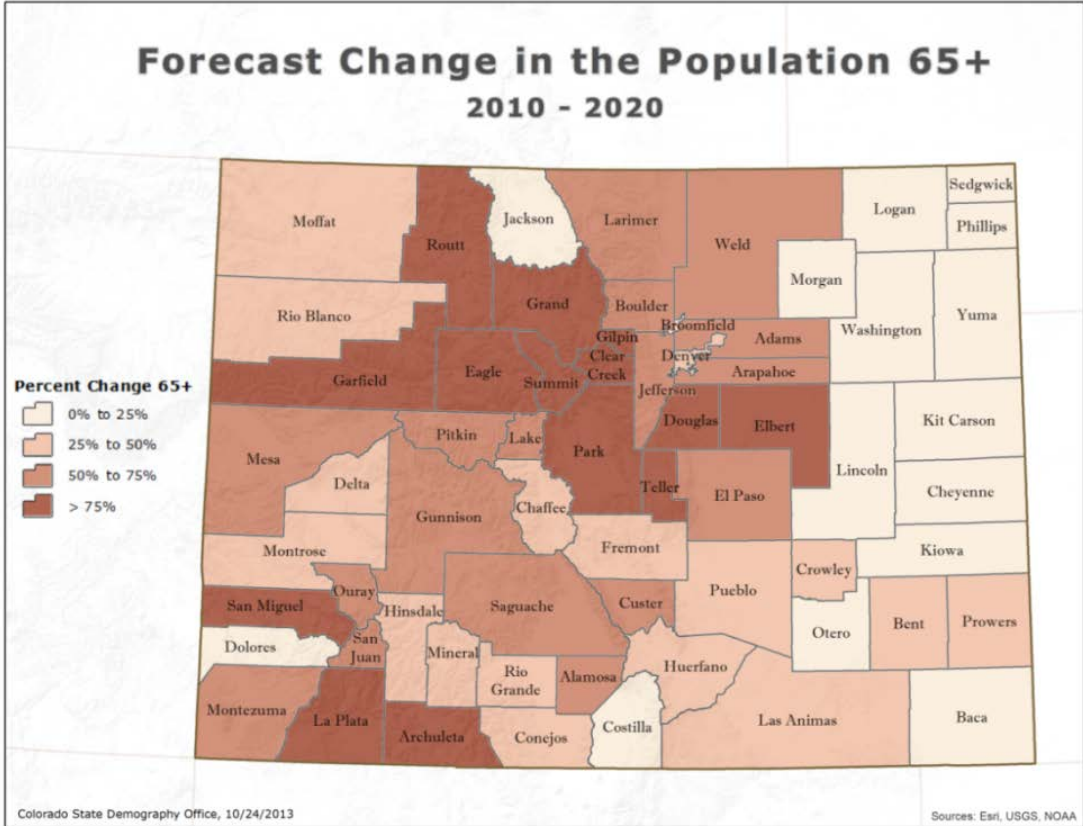 Forecast Change in the Population 65+
2010 - 2020
Sedgwick
Logan
Moffat
Jackson
Larimer
Phillips
Routt
Weld
Morgan
Grand
Boulder
Rio Blanco
Yuma
Broomfield
Washington
Gilpin
Adams
Denver
Clear
Creek
Eagle
Arapahoe
Garfield
Summit
Jefferson
Percent Change 65+
0% to 25%
25% to 50%
50% to 75%
> 75%
Douglas
Elbert
Kit Carson
Pitkin
Lake
Park
Mesa
Lincoln
Delta
Teller
El Paso
Cheyenne
Chaffee
Gunnison
Fremont
Montrose
Kiowa
Crowley
Ouray
Pueblo
San Miguel
Hinsdale
Saguache
Custer
Otero
Bent
Prowers
Dolores
San
Juan
Mineral
Rio
Grande
Huerfano
Alamosa
Montezuma
La Plata
Archuleta
Conejos
Costilla
Las Animas
Baca
Colorado State Demography Office, 10/24/2013
Sources: Esri, USGS, NOAA